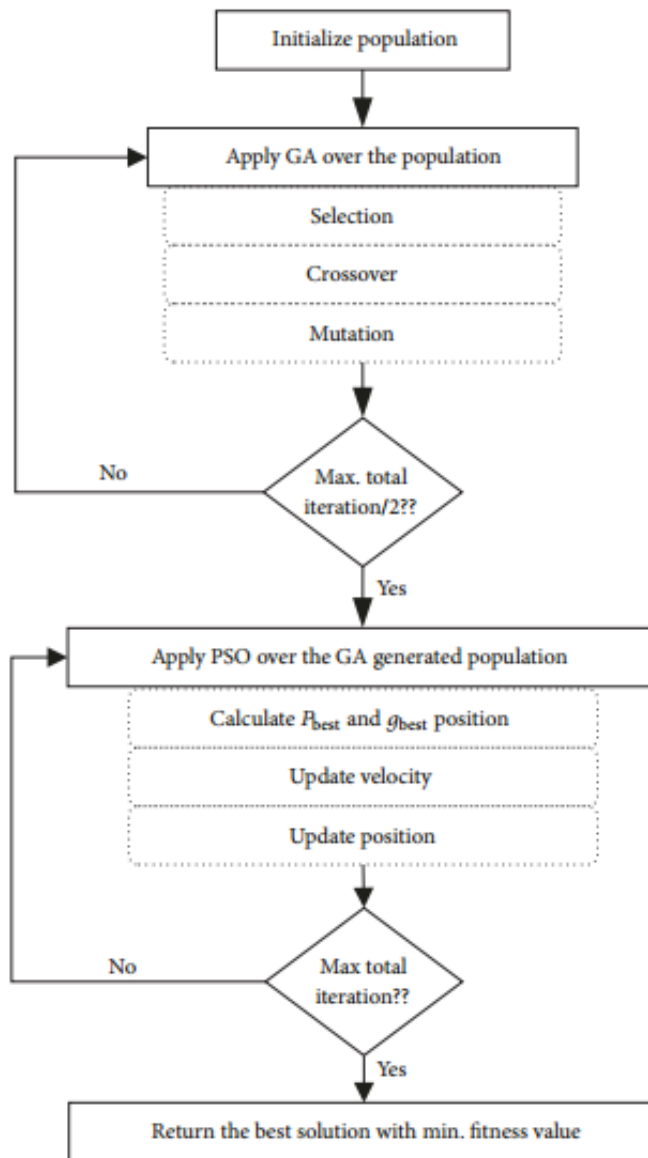 Initialize population
Apply GA over the population
Selection
Crossover
Mutation
Max. total
iteration/2??
No
Yes
Apply PSO over the GA generated population
Calculate Pbest and gbest position
Update velocity
Update position
Max total
iteration??
No
Yes
Return the best solution with min. fitness value